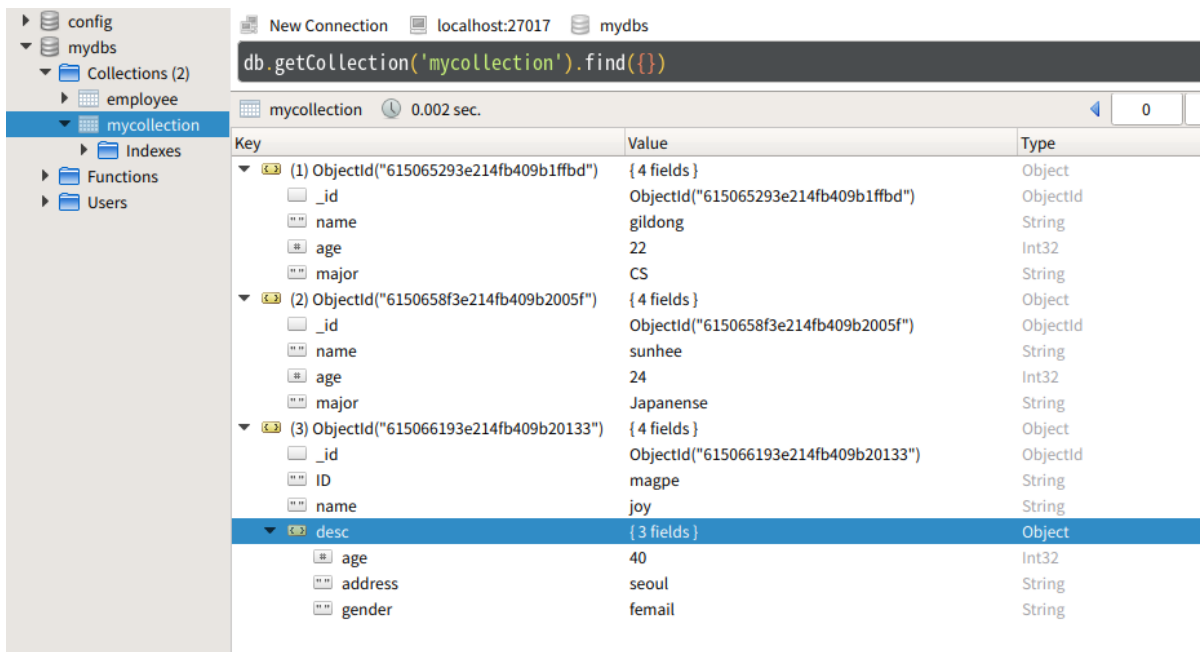 config
mydbs
Collections (2)
employee
mycollection
Indexes
Functions
Users
New Connection localhost:27017 mydbs
db.getCollection('mycollection').find({})
mycollection 0.002 sec. 0
Key Value Type
(1) ObjectId("615065293e214fb409b1ffbd") { 4 fields } Object
_id ObjectId("615065293e214fb409b1ffbd") ObjectId
"" name gildong String
# age 22 Int32
"" major CS String
(2) ObjectId("6150658f3e214fb409b2005f") { 4 fields } Object
_id ObjectId("6150658f3e214fb409b2005f") ObjectId
"" name sunhee String
# age 24 Int32
"" major Japanense String
(3) ObjectId("615066193e214fb409b20133") { 4 fields } Object
_id ObjectId("615066193e214fb409b20133") ObjectId
"" ID magpe String
"" name joy String
desc { 3 fields } Object
# age 40 Int32
"" address seoul String
"" gender femail String